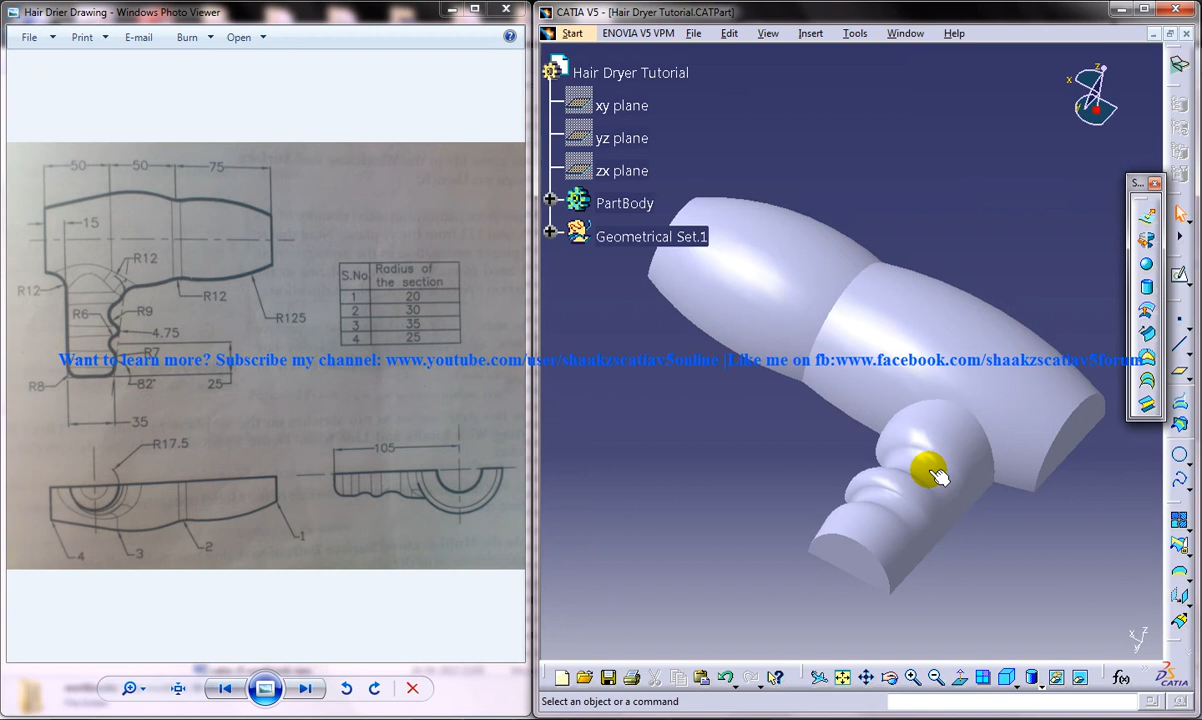 Hair Drier Drawing - Windows Photo Viewer
File Print E-mail Burn Open
50 50 75
15
R12
R12
R12
R6
R9
R125
4.75
R7
R8
82°
25
35
R17.5
105
4 3 2 1
S.No. Radius of the section
1 20
2 30
3 35
4 25
CATIA V5 - [Hair Dryer Tutorial.CATPart]
Start ENOVIA V5 VPM File Edit View Insert Tools Window Help
Hair Dryer Tutorial
xy plane
yz plane
zx plane
PartBody
Geometrical Set.1
S...
z
x
y
Want to learn more? Subscribe my channel: www.youtube.com/user/shaakzscatiav5online |Like me on fb:www.facebook.com/shaakzscatiav5forum
x z
y
f(x)
CATIA
Select an object or a command